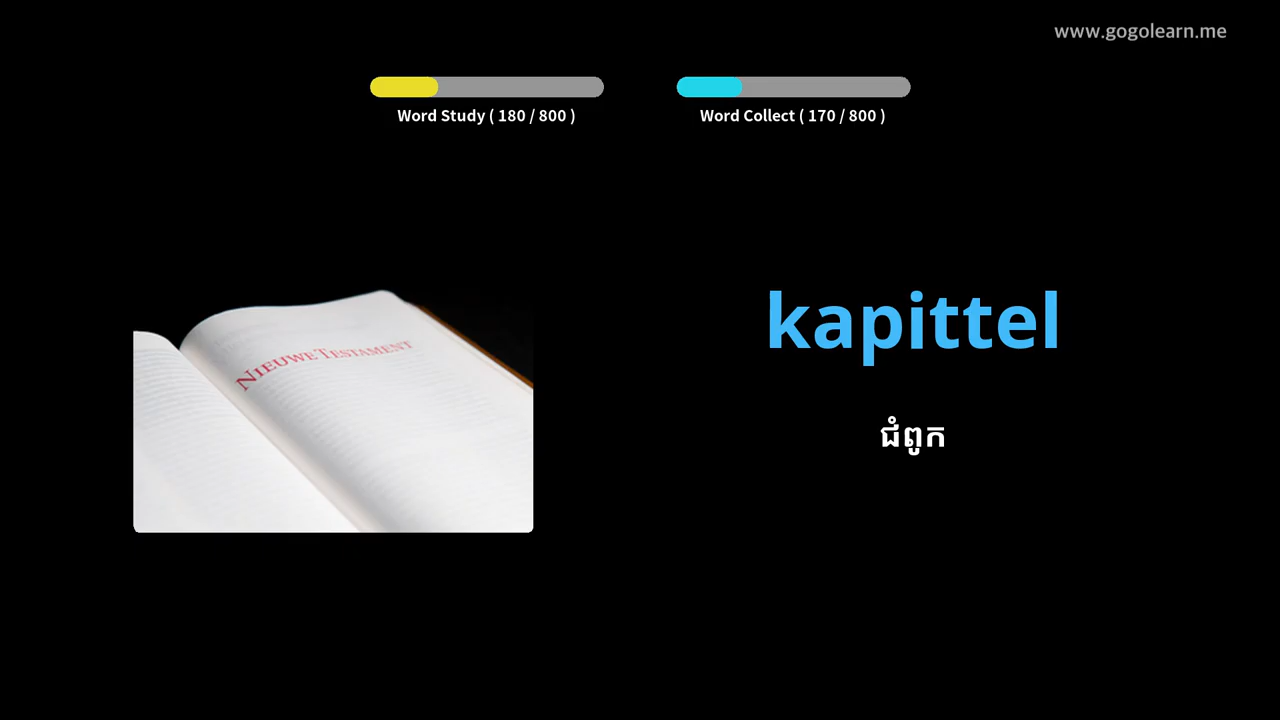 www.gogolearn.me
Word Study ( 180 / 800 )
Word Collect ( 170 / 800 )
NIEUWE TESTAMENT
kapittel
ជំពូក